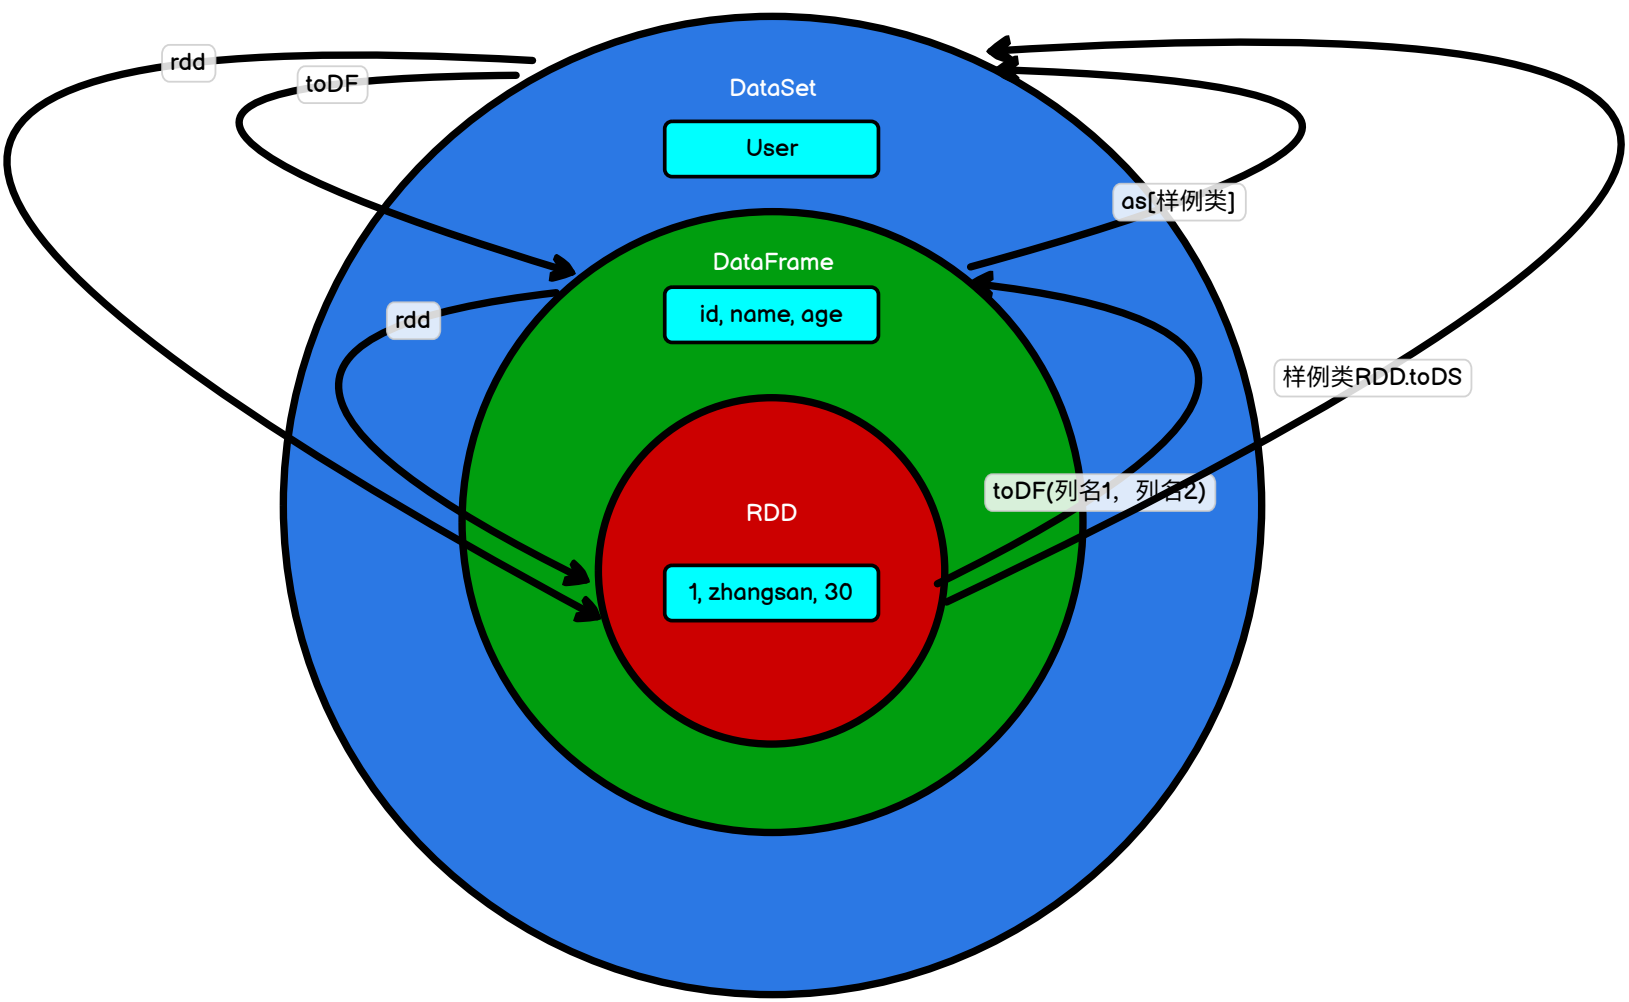 rdd
toDF
DataSet
User
as[样例类]
DataFrame
id, name, age
rdd
样例类RDD.toDS
toDF(列名1，列名2)
RDD
1, zhangsan, 30